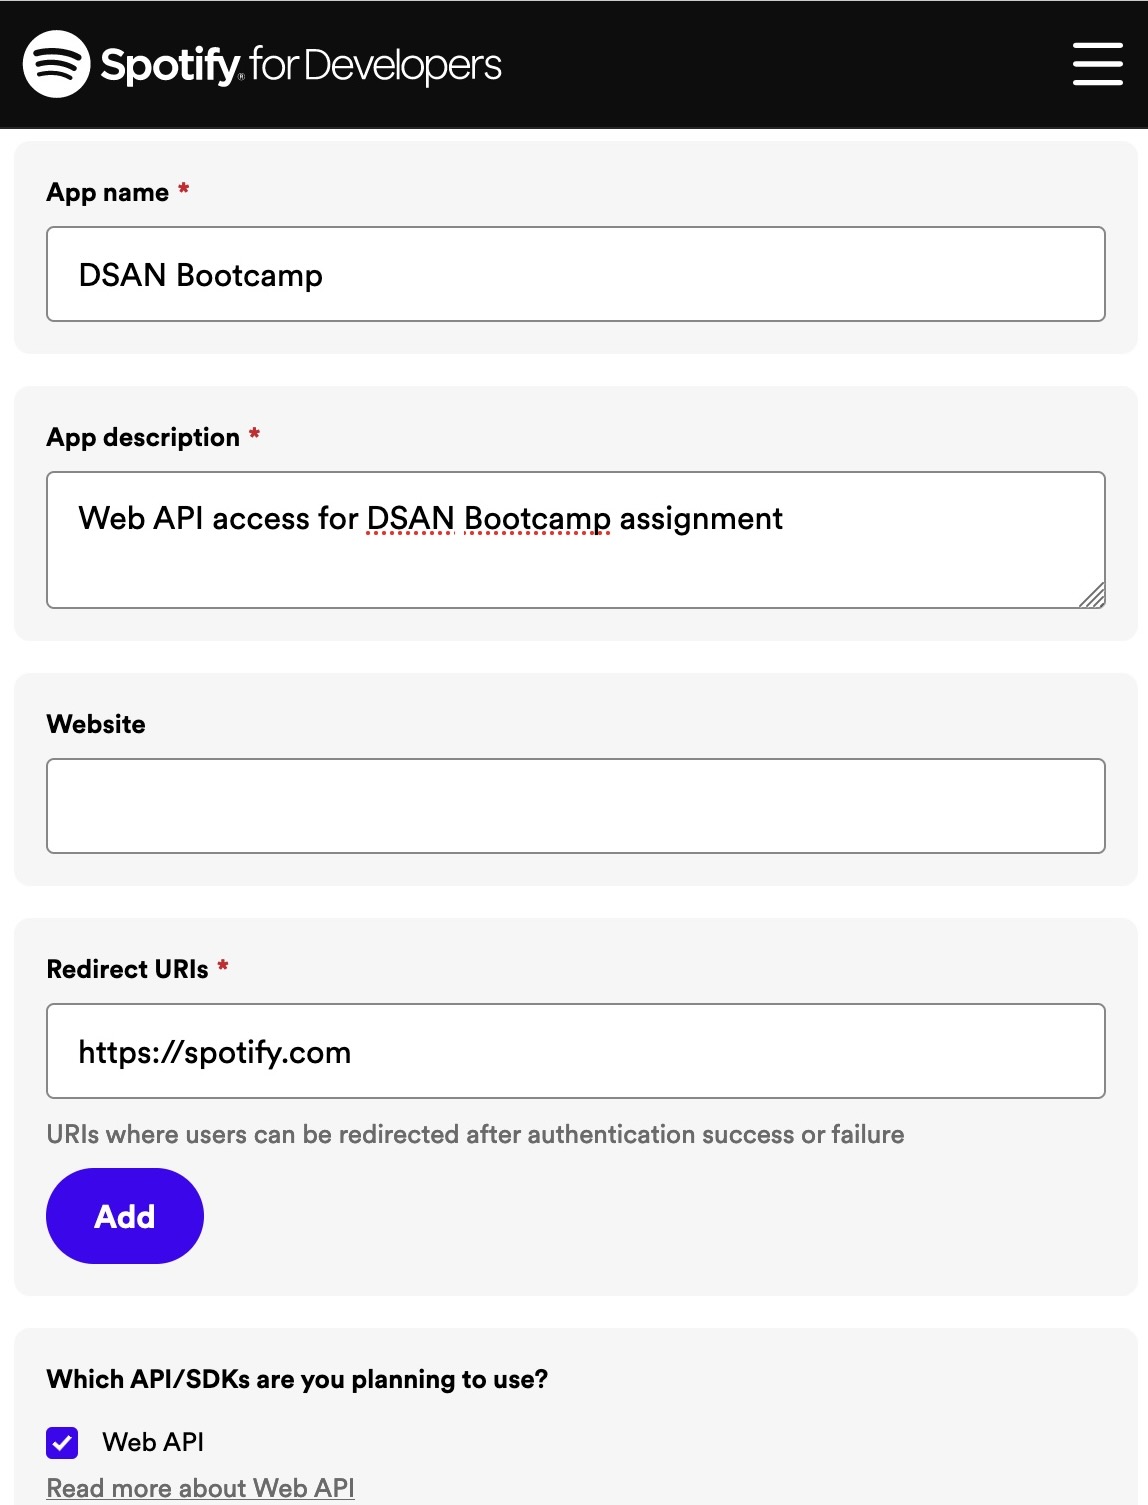 Spotify® for Developers
App name *
DSAN Bootcamp
App description *
Web API access for DSAN Bootcamp assignment
Website
Redirect URIs *
https://spotify.com
URIs where users can be redirected after authentication success or failure
Add
Which API/SDKs are you planning to use?
Web API
Read more about Web API